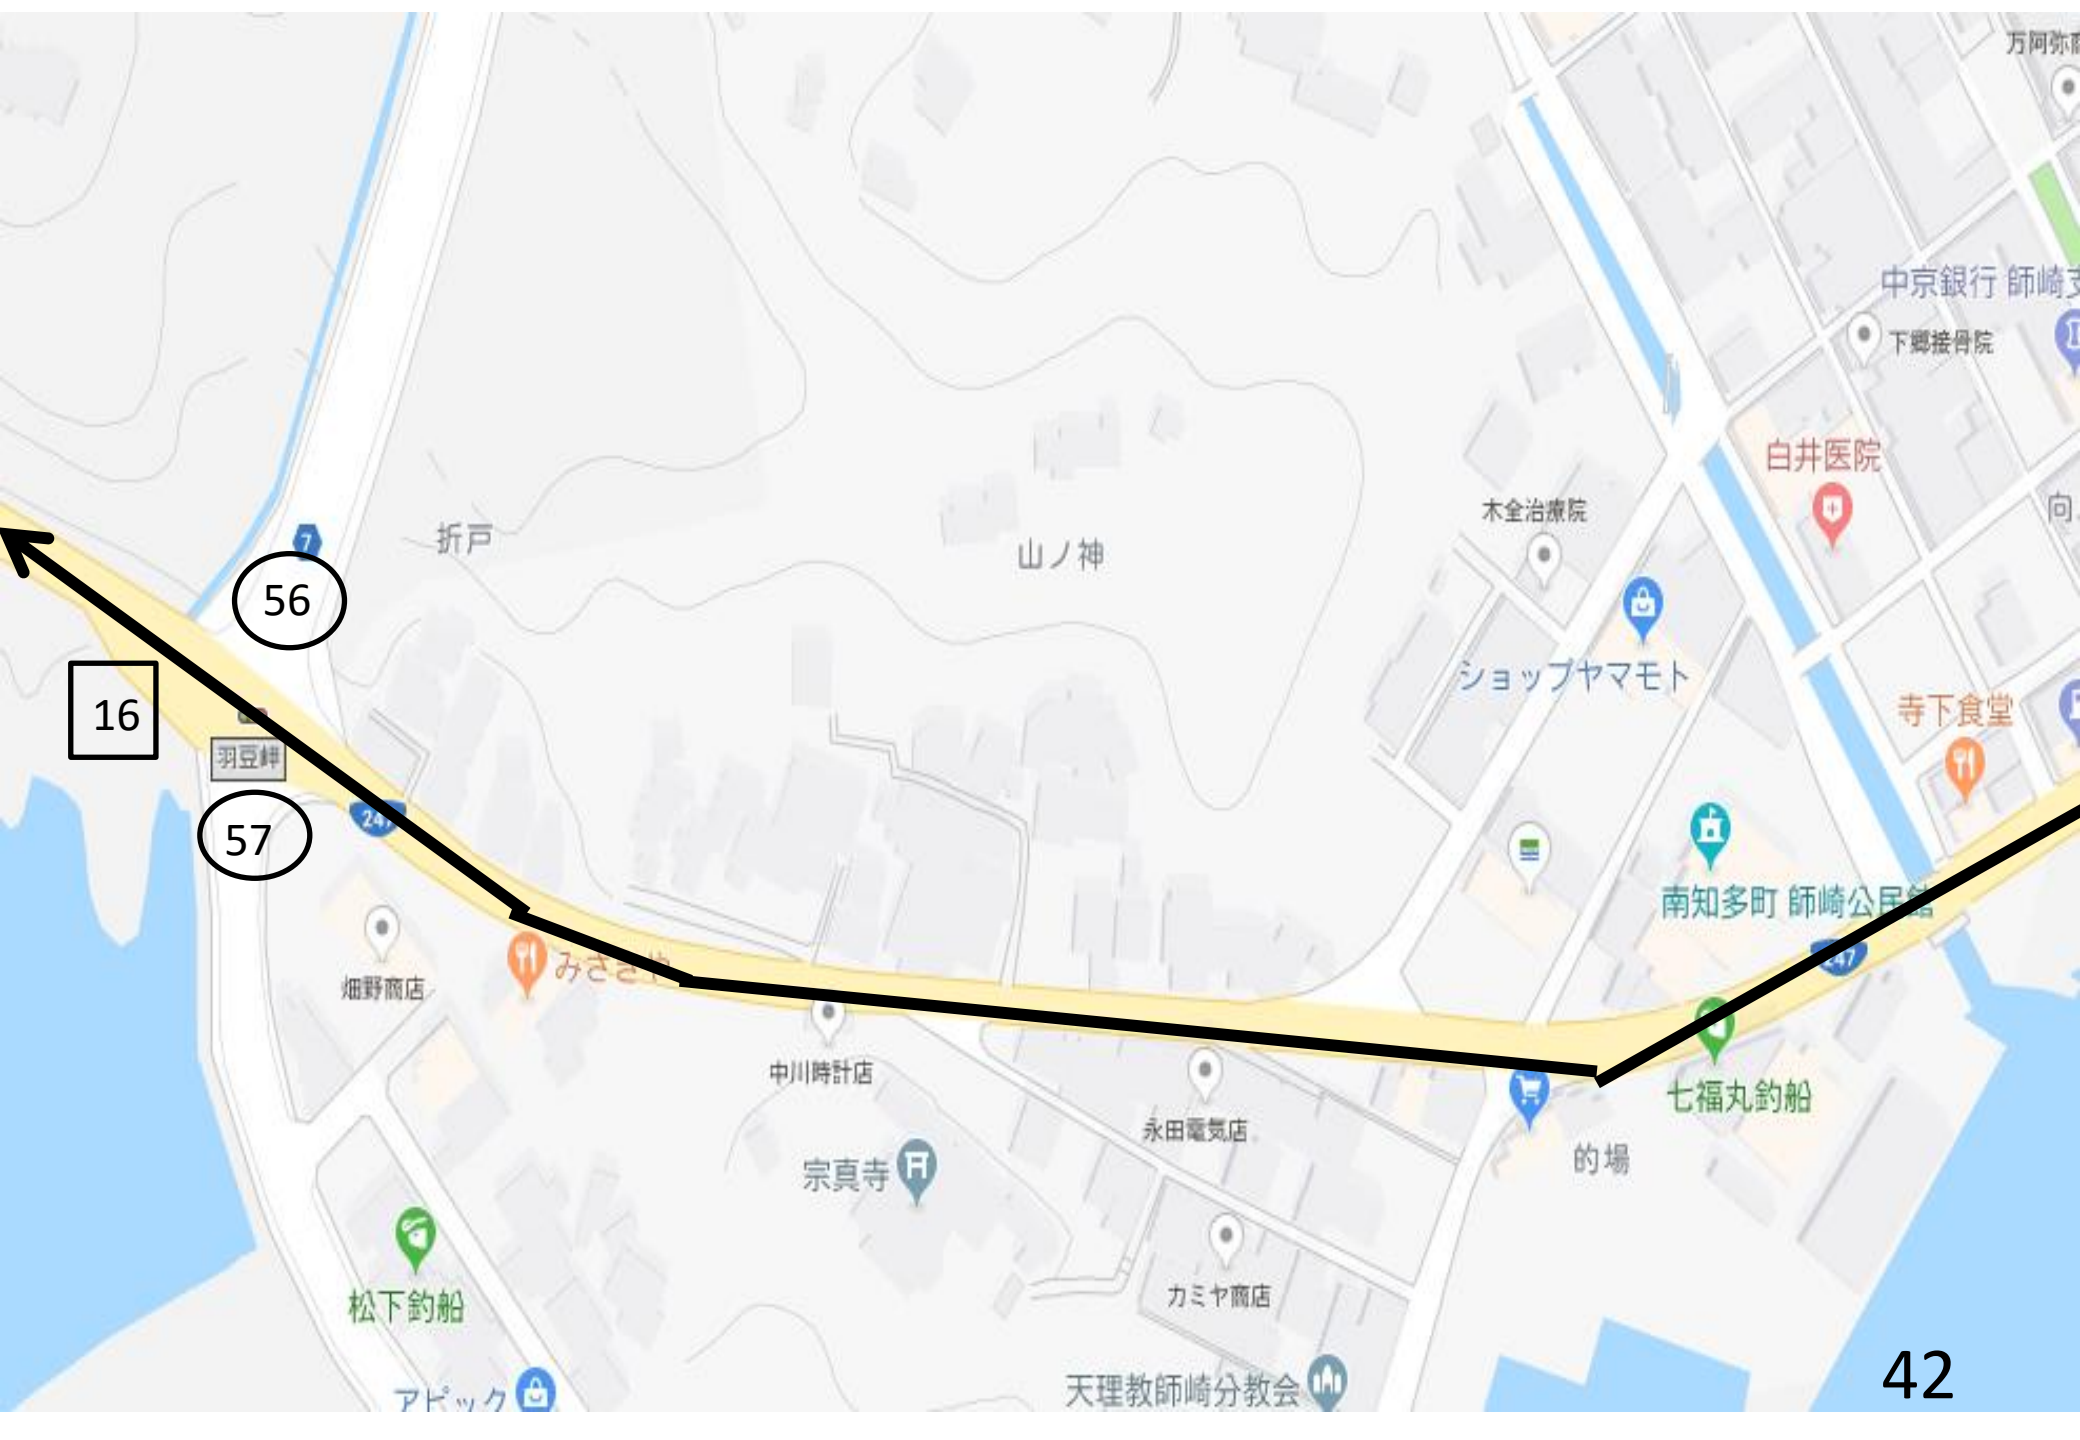 万阿弥商
中京銀行 師崎支
下郷接骨院
白井医院
向
木全治療院
折戸
山ノ神
7
56
ショップヤマモト
寺下食堂
16
羽豆岬
57
247
南知多町 師崎公民館
247
みさきや
畑野商店
中川時計店
七福丸釣船
永田電気店
的場
宗真寺
カミヤ商店
松下釣船
天理教師崎分教会
アピック
42